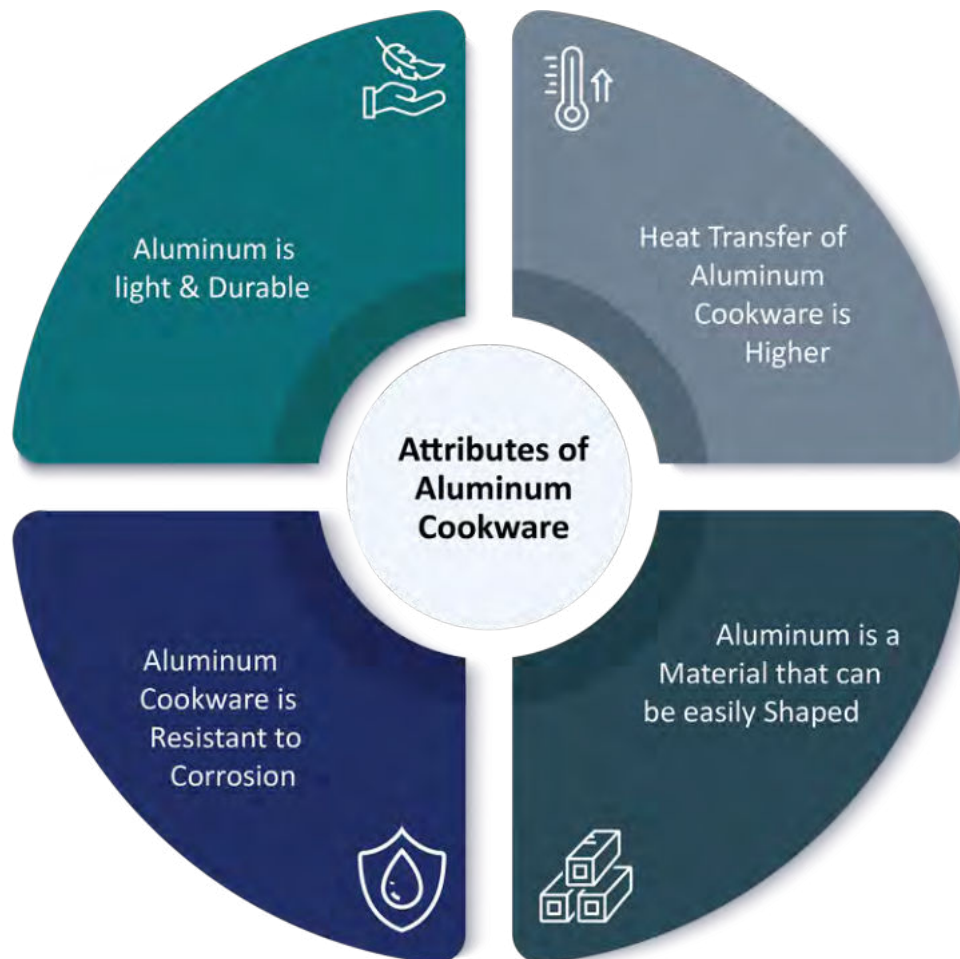 Aluminum is
light & Durable
Heat Transfer of
Aluminum
Cookware is
Higher
Attributes of
Aluminum
Cookware
Aluminum
Cookware is
Resistant to
Corrosion
Aluminum is a
Material that can
be easily Shaped